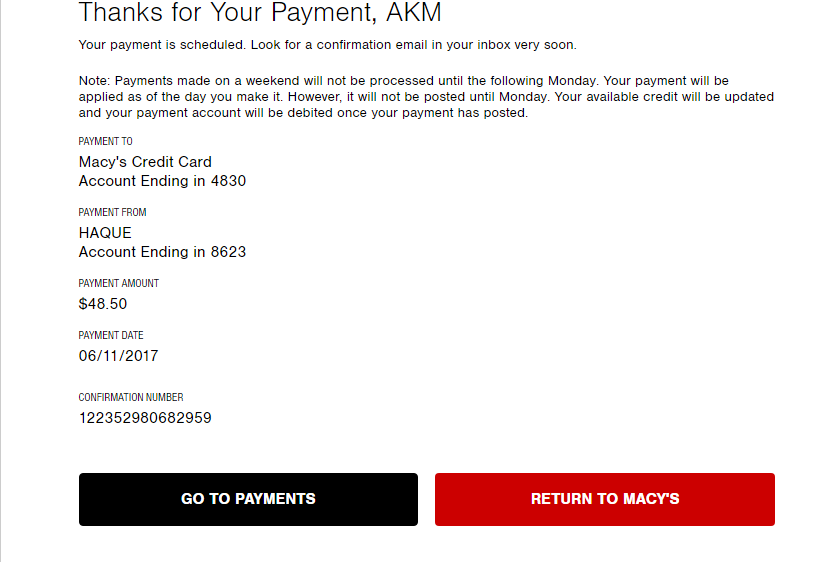 Thanks for Your Payment, AKM
Your payment is scheduled. Look for a confirmation email in your inbox very soon.
Note: Payments made on a weekend will not be processed until the following Monday. Your payment will be
applied as of the day you make it. However, it will not be posted until Monday. Your available credit will be updated
and your payment account will be debited once your payment has posted.
PAYMENT TO
Macy's Credit Card
Account Ending in 4830
PAYMENT FROM
HAQUE
Account Ending in 8623
PAYMENT AMOUNT
$48.50
PAYMENT DATE
06/11/2017
CONFIRMATION NUMBER
122352980682959
GO TO PAYMENTS
RETURN TO MACY'S